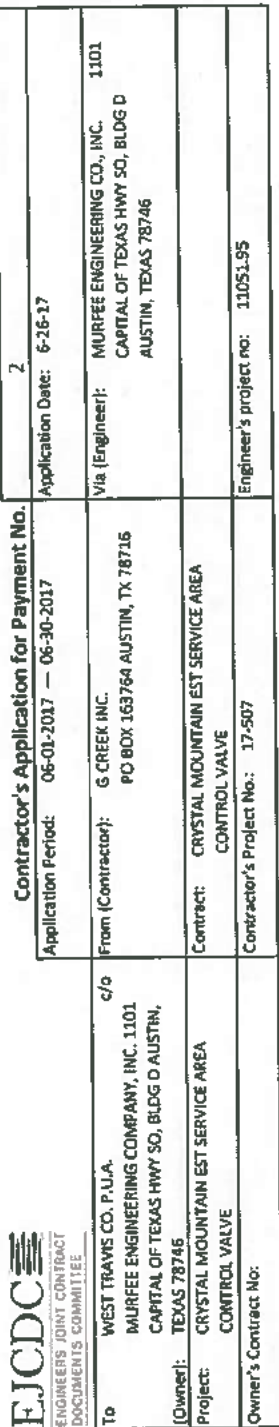 EJCDC
ENGINEERS JOINT CONTRACT
DOCUMENTS COMMITTEE
Contractor's Application for Payment No. 2
Application Period: 06-01-2017 — 06-30-2017
Application Date: 6-26-17
To WEST TRAVIS CO. P.U.A. c/o
MURFEE ENGINEERING COMPANY, INC. 1101
CAPITAL OF TEXAS HWY SO, BLDG D AUSTIN,
(Owner): TEXAS 78746
From (Contractor): G CREEK INC.
PO BOX 163764 AUSTIN, TX 78716
Via (Engineer): MURFEE ENGINEERING CO., INC. 1101
CAPITAL OF TEXAS HWY SO, BLDG D
AUSTIN, TEXAS 78746
Project: CRYSTAL MOUNTAIN EST SERVICE AREA
CONTROL VALVE
Contract: CRYSTAL MOUNTAIN EST SERVICE AREA
CONTROL VALVE
Owner's Contract No:
Contractor's Project No.: 17-507
Engineer's project no: 11051.95